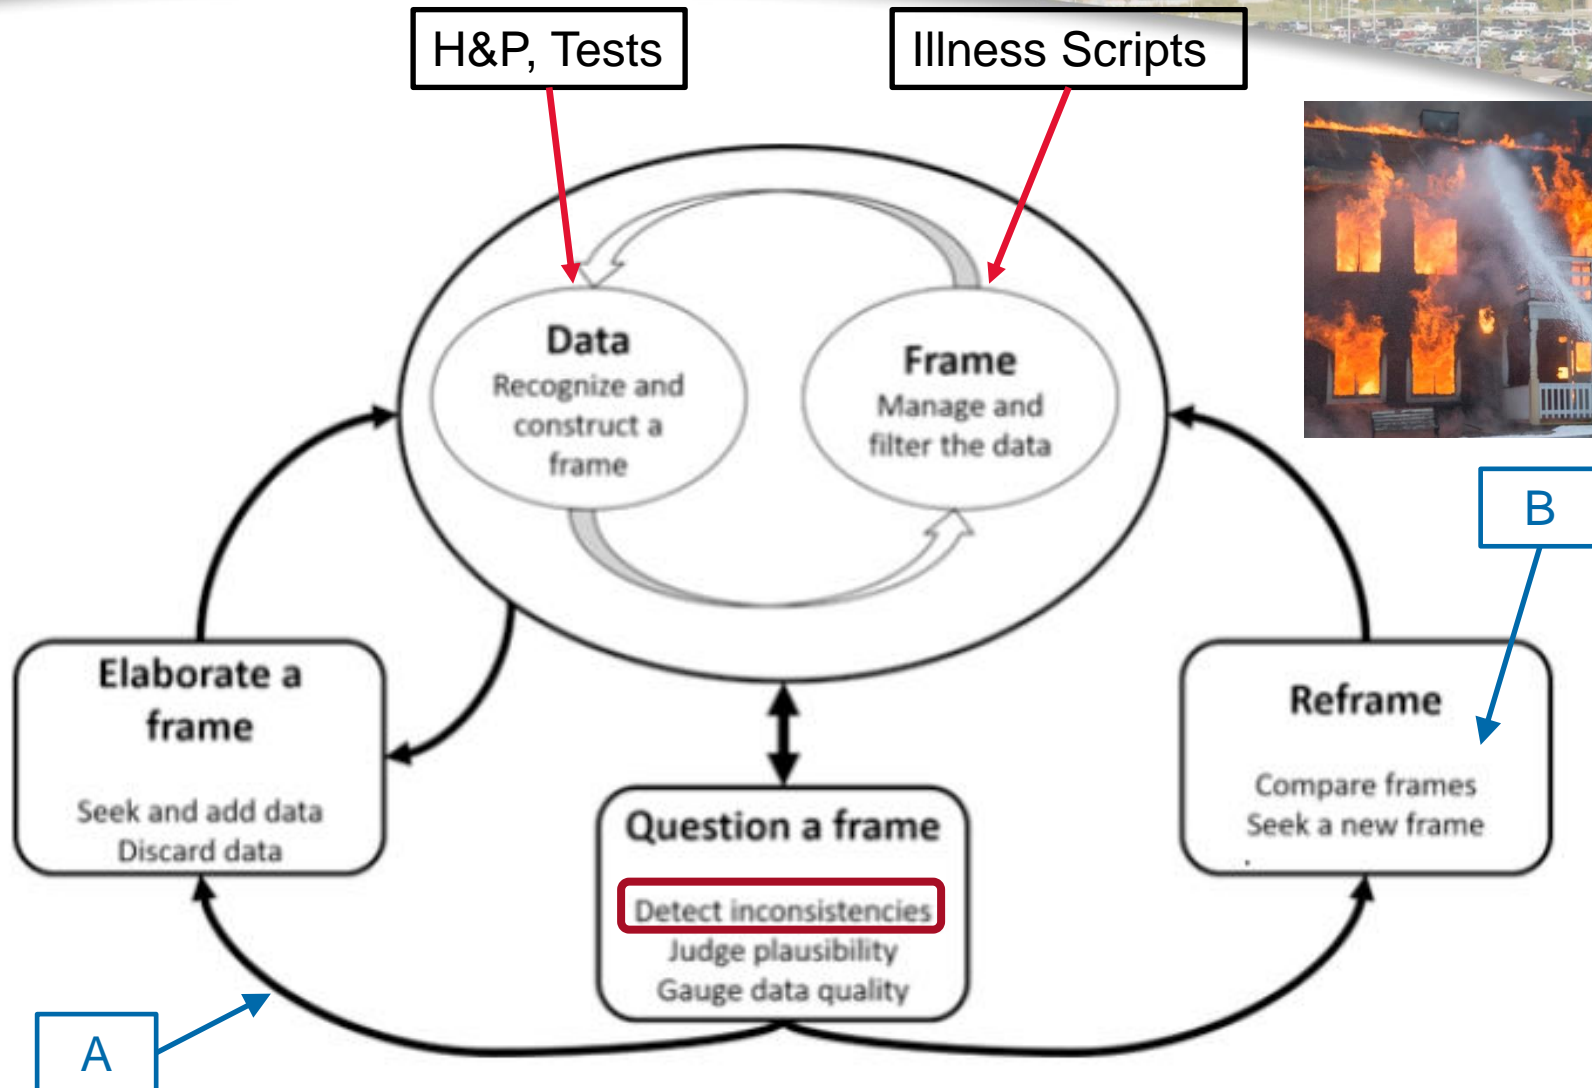 H&P, Tests
Illness Scripts
Data
Recognize and
construct a
frame
Frame
Manage and
filter the data
B
Elaborate a
frame
Seek and add data
Discard data
Question a frame
Detect inconsistencies
Judge plausibility
Gauge data quality
Reframe
Compare frames
Seek a new frame
A